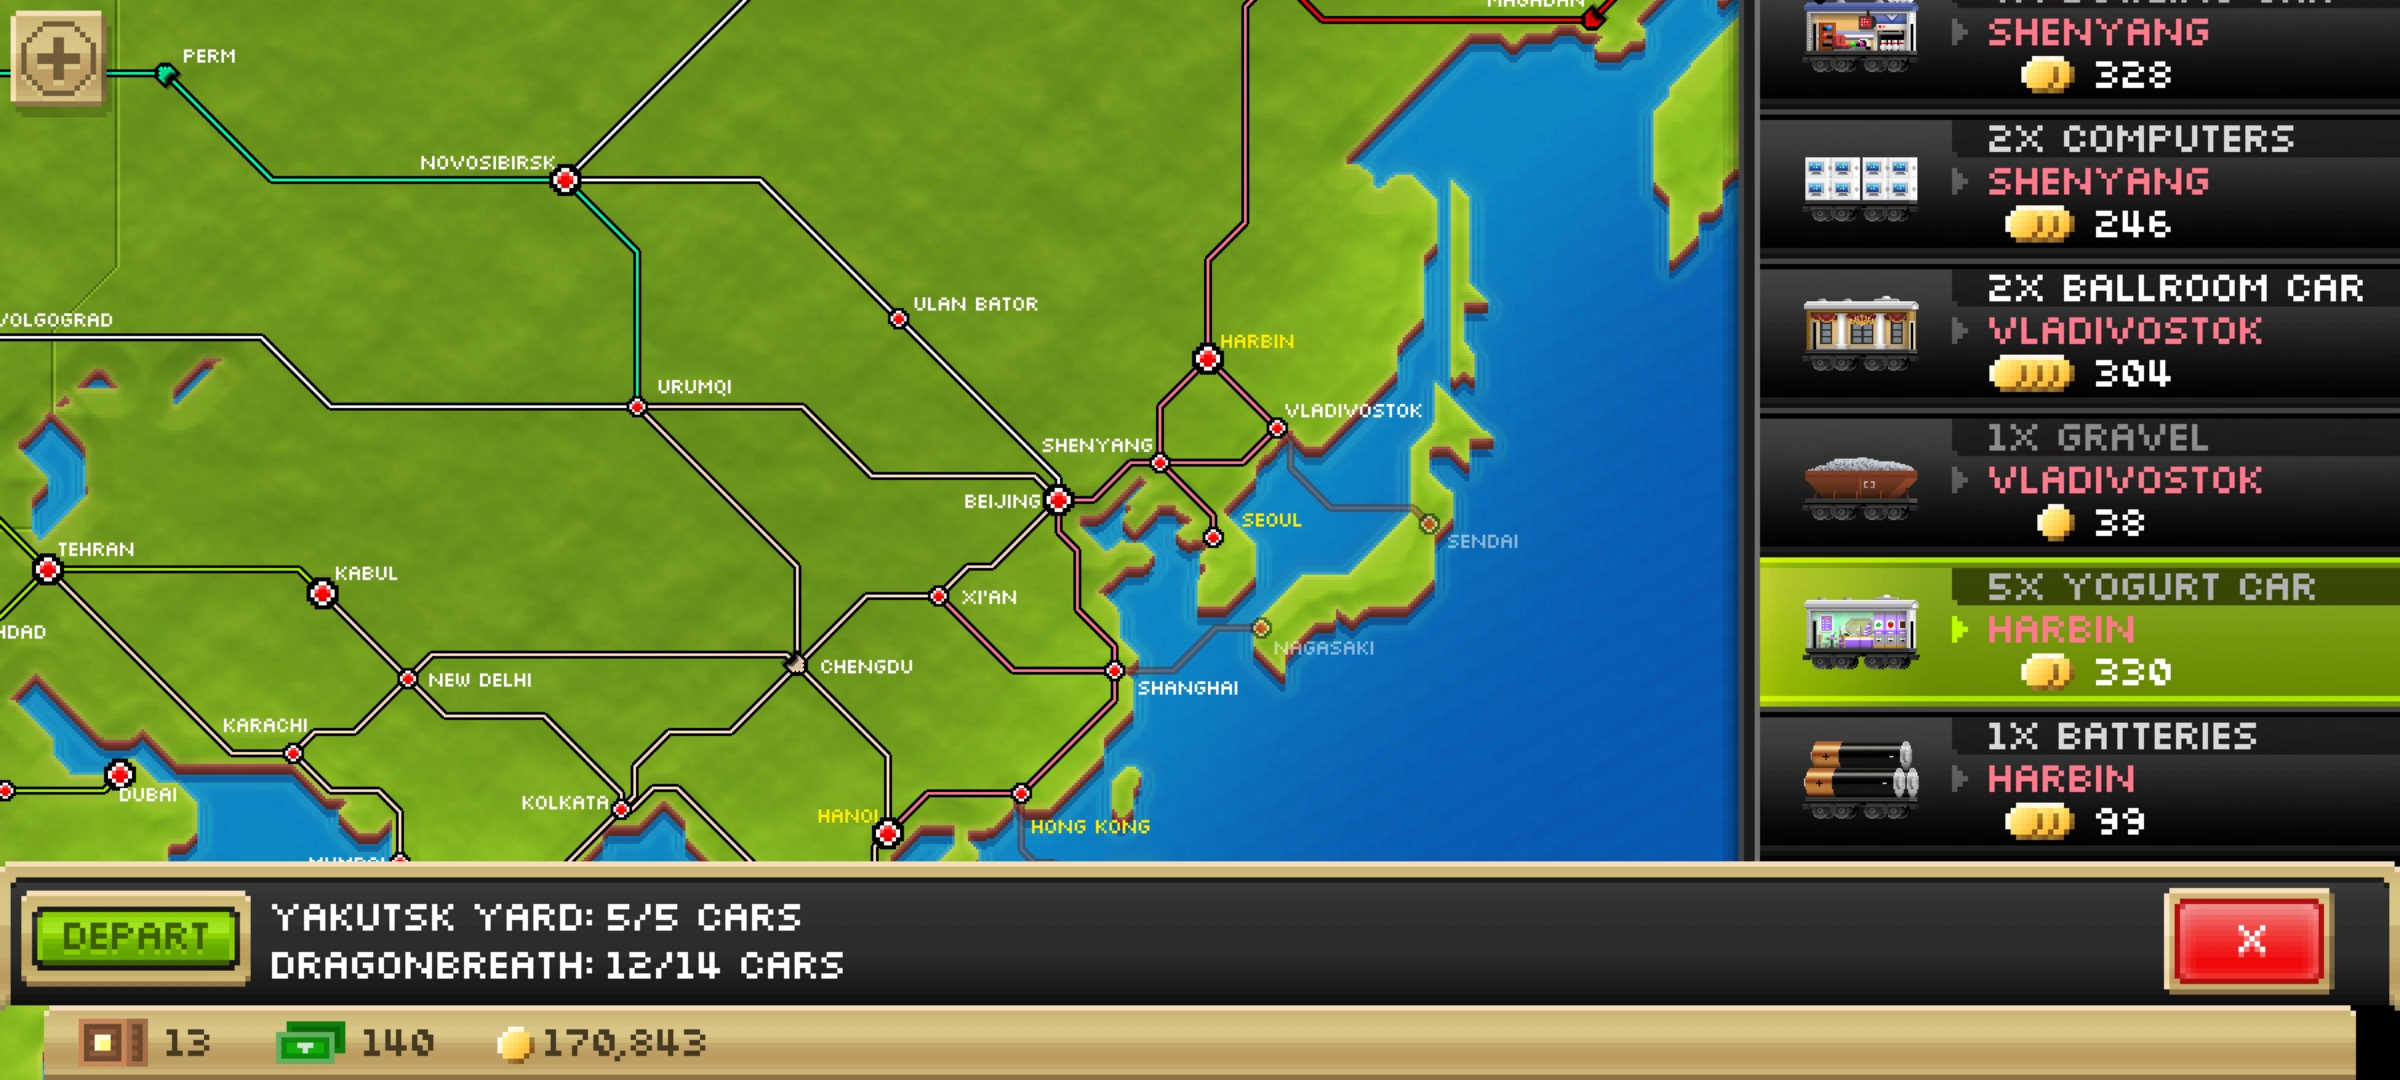 MAGADAN
PERM
NOVOSIBIRSK
ULAN BATOR
VOLGOGRAD
HARBIN
URUMQI
VLADIVOSTOK
SHENYANG
BEIJING
SEOUL
SENDAI
TEHRAN
KABUL
XI'AN
NAGASAKI
CHENGDU
NEW DELHI
SHANGHAI
KARACHI
DUBAI
KOLKATA
HANOI
HONG KONG
MUMBAI
SHENYANG
328
2X COMPUTERS
SHENYANG
246
2X BALLROOM CAR
VLADIVOSTOK
304
1X GRAVEL
VLADIVOSTOK
38
5X YOGURT CAR
HARBIN
330
1X BATTERIES
HARBIN
99
DEPART
YAKUTSK YARD: 5/5 CARS
DRAGONBREATH: 12/14 CARS
X
13
140
170,843